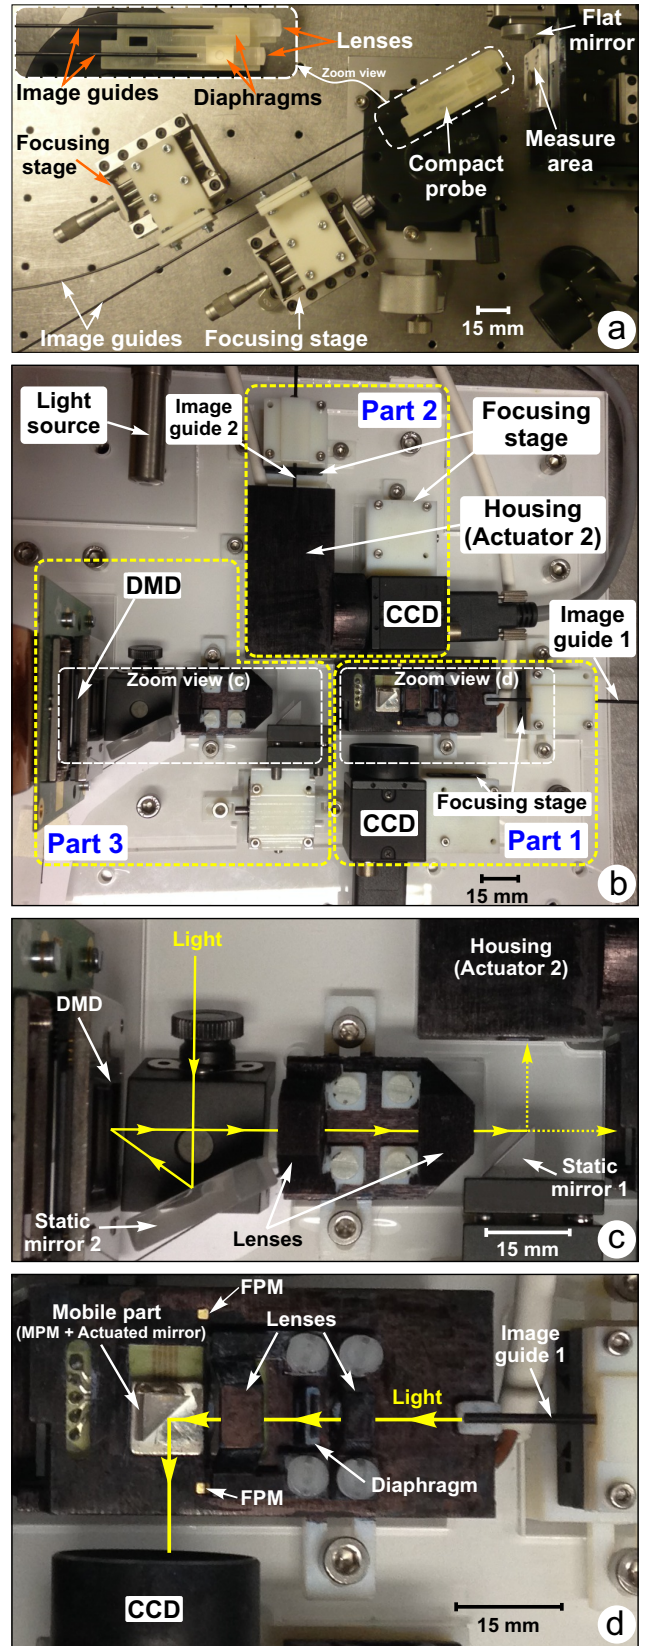 Lenses
Flat
mirror
Zoom view
Image guides
Diaphragms
Focusing
stage
Measure
area
Compact
probe
Image guides
Focusing stage
15 mm
a
Light
source
Image
guide 2
Part 2
Focusing
stage
Housing
(Actuator 2)
DMD
CCD
Image
guide 1
Zoom view (c)
Zoom view (d)
Focusing stage
CCD
Part 3
Part 1
15 mm
b
Light
Housing
(Actuator 2)
DMD
Static
mirror 1
Static
mirror 2
Lenses
15 mm
c
FPM
Mobile part
(MPM + Actuated mirror)
Lenses
Image
guide 1
Light
Diaphragm
FPM
CCD
15 mm
d